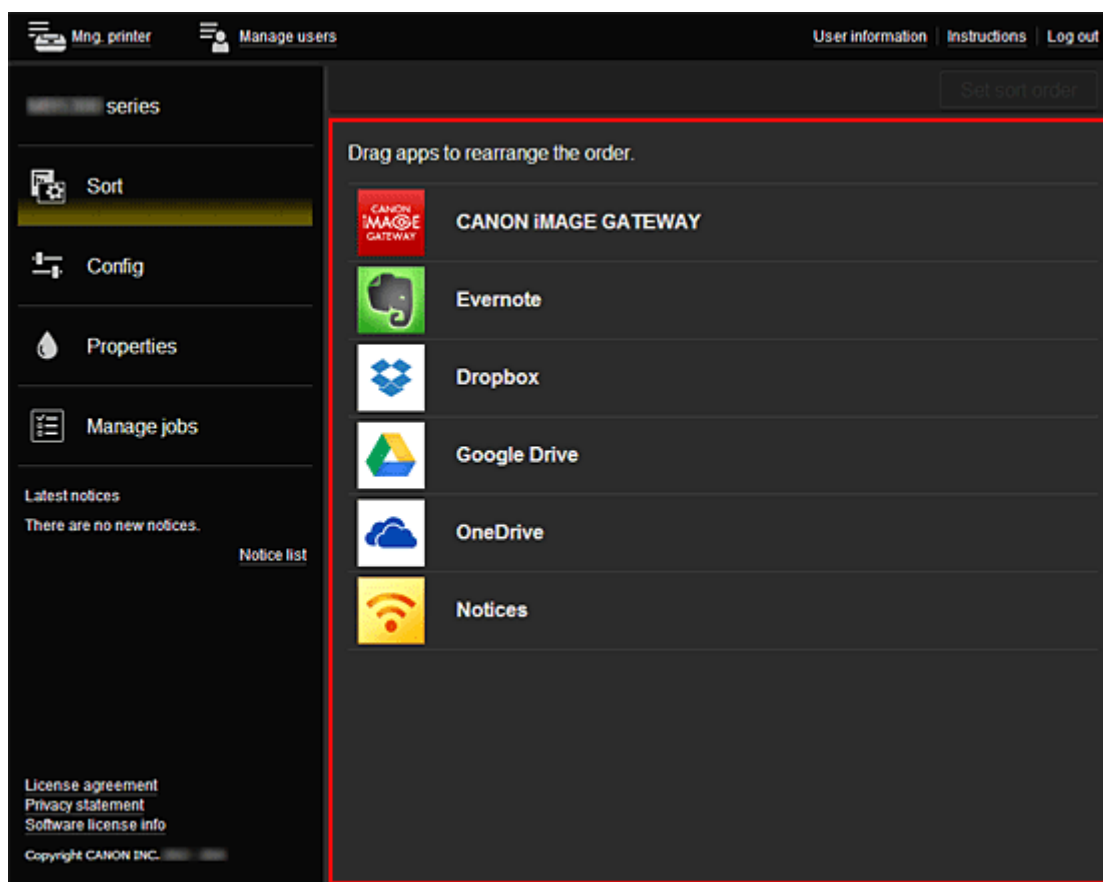 Mng. printer
Manage users
User information
Instructions
Log out
series
Set sort order
Sort
Config
Properties
Manage jobs
Latest notices
There are no new notices.
Notice list
License agreement
Privacy statement
Software license info
Copyright CANON INC.
Drag apps to rearrange the order.
CANON
iMAGE
GATEWAY
CANON iMAGE GATEWAY
Evernote
Dropbox
Google Drive
OneDrive
Notices